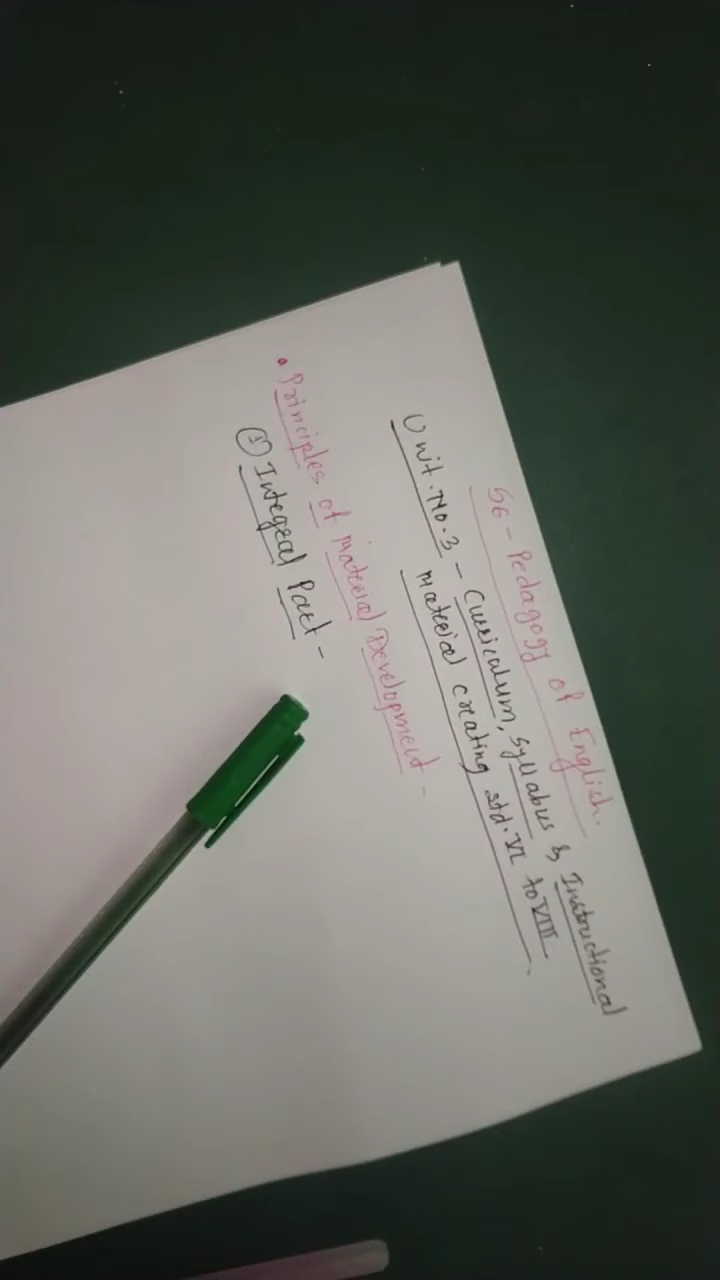 S6 - Pedagogy of English.
Unit. No. 3 - Curriculum, Syllabus & Instructional
Material creating std. VI to VIII
• Principles of Material Development -
① Integral Part -